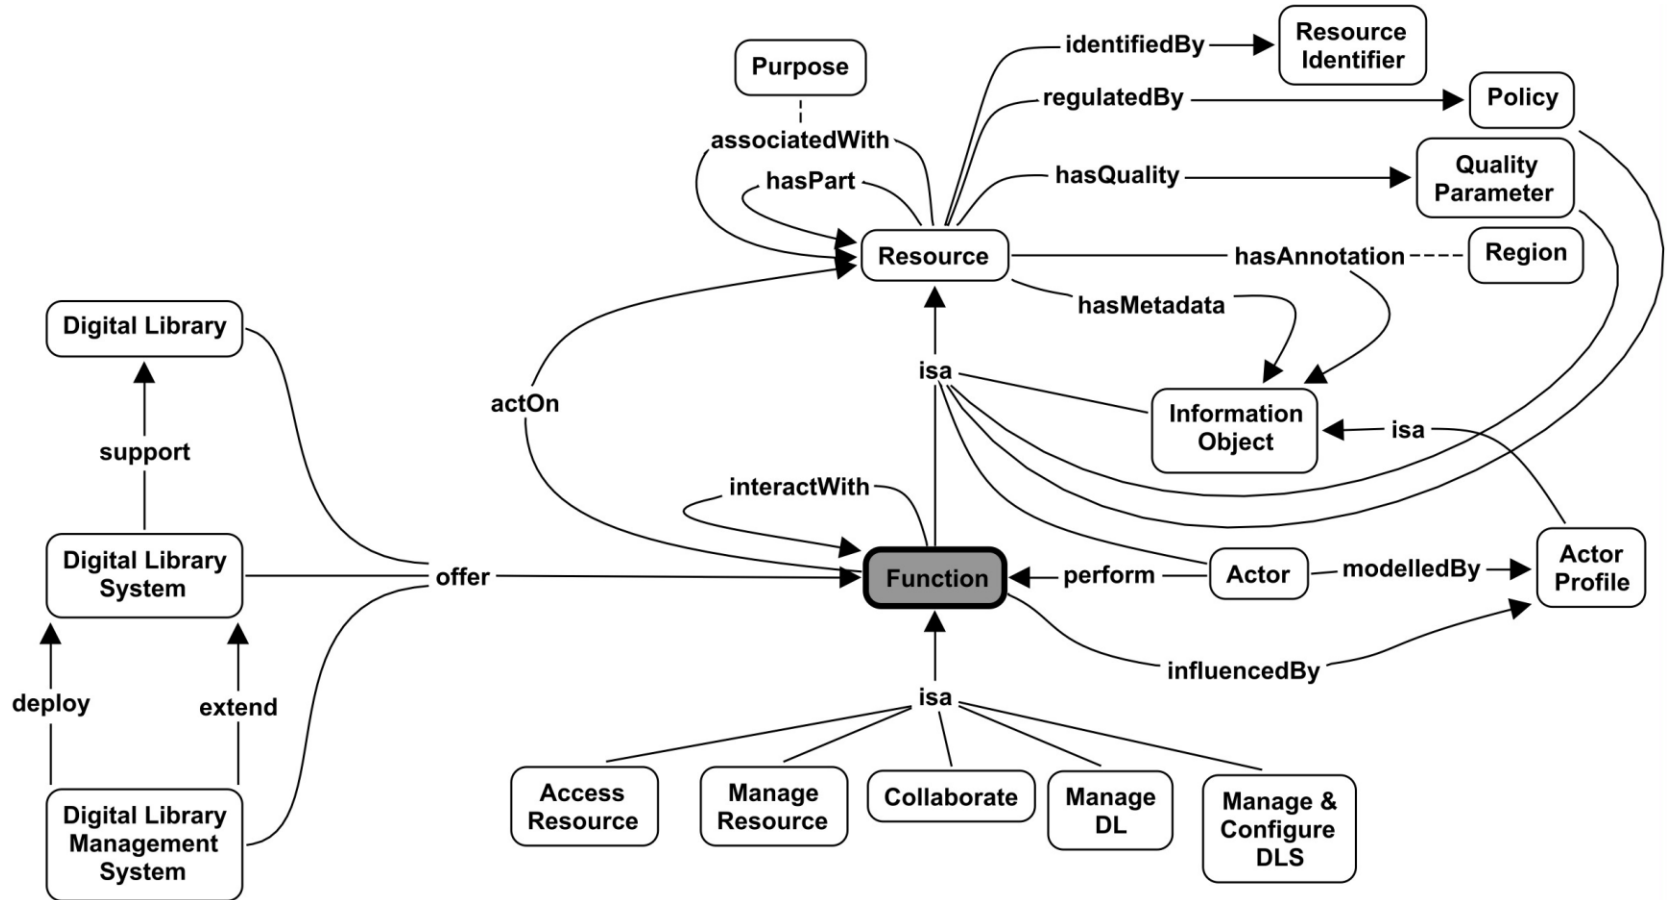 identifiedBy
Resource
Identifier
Purpose
regulatedBy
Policy
associatedWith
hasPart
hasQuality
Quality
Parameter
Resource
hasAnnotation
Region
hasMetadata
Digital Library
isa
actOn
Information
Object
isa
support
interactWith
Digital Library
System
offer
Function
perform
Actor
modelledBy
Actor
Profile
influencedBy
deploy
extend
isa
Digital Library
Management
System
Access
Resource
Manage
Resource
Collaborate
Manage
DL
Manage &
Configure
DLS